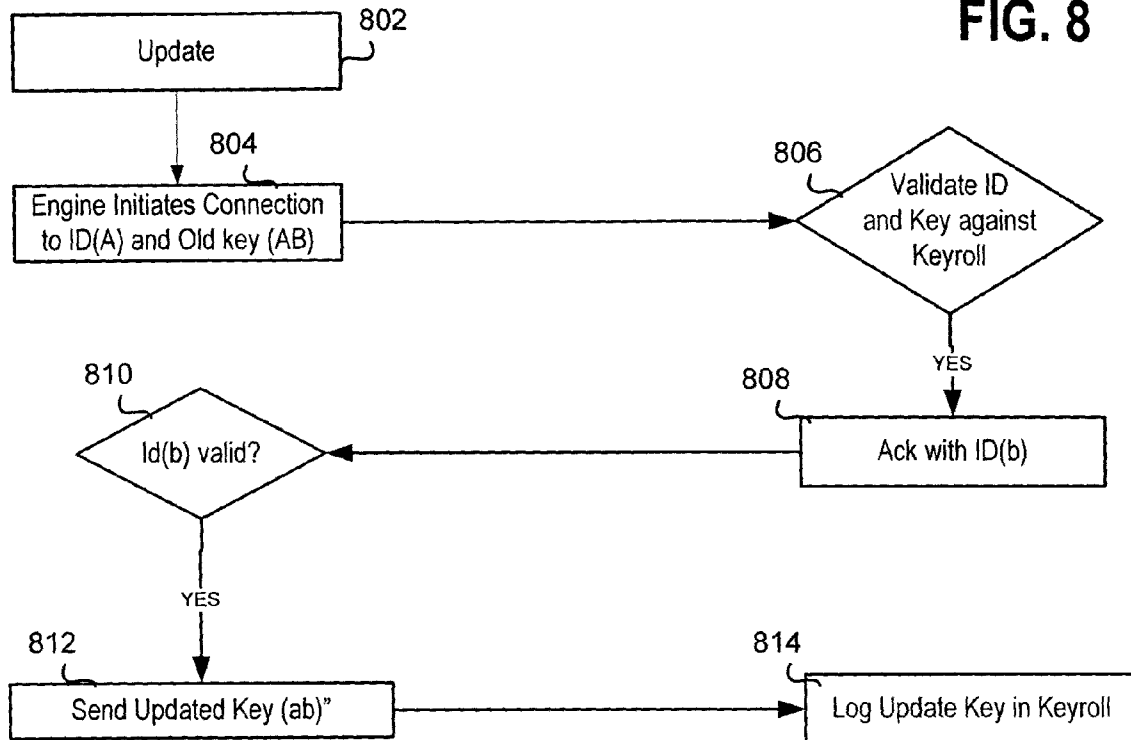 FIG. 8
802
Update
804
Engine Initiates Connection
to ID(A) and Old key (AB)
806
Validate ID
and Key against
Keyroll
YES
808
Ack with ID(b)
810
Id(b) valid?
YES
812
Send Updated Key (ab)”
814
Log Update Key in Keyroll